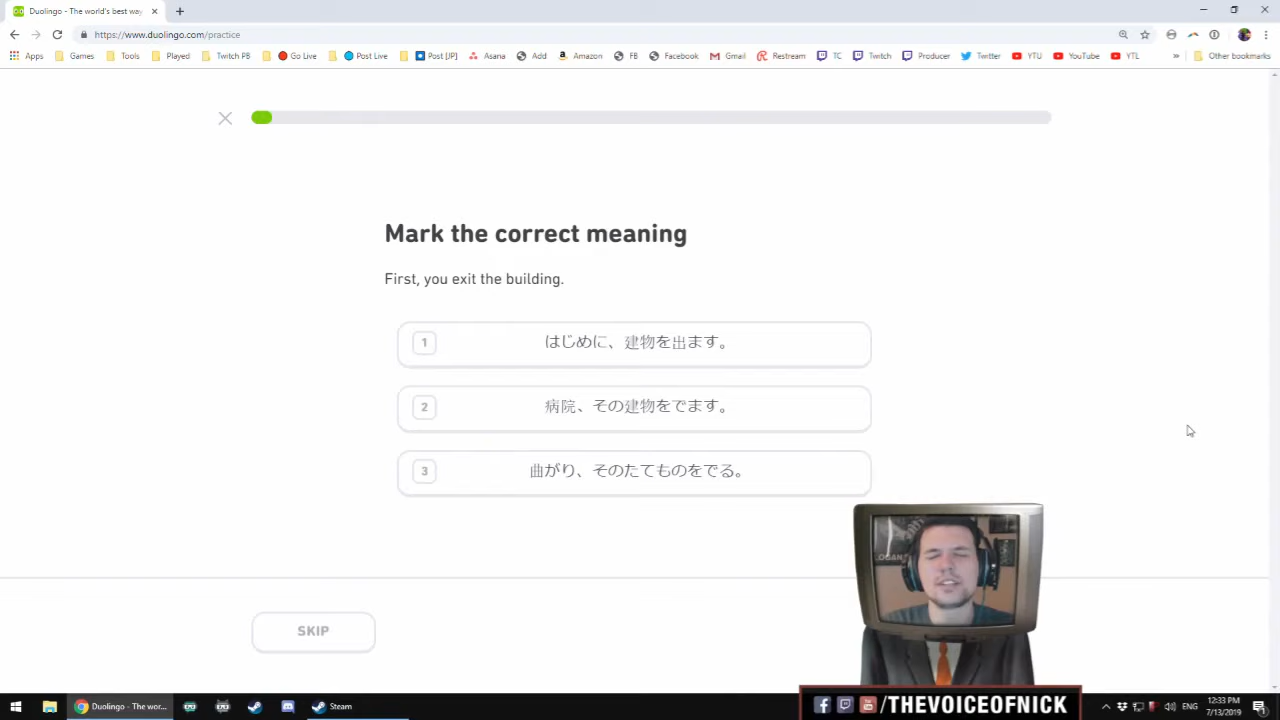 Duolingo - The world's best way
https://www.duolingo.com/practice
Apps Games Tools Played Twitch PB Go Live Post Live Post [JP] Asana Add Amazon FB Facebook Gmail Restream TC Twitch Producer Twitter YTU YouTube YTL » Other bookmarks
Mark the correct meaning
First, you exit the building.
1 はじめに、建物を出ます。
2 病院、その建物をでます。
3 曲がり、そのたてものをでる。
SKIP
/THEVOICEOFNICK
Duolingo - The wor...
Steam
ENG
12:33 PM
7/13/2019